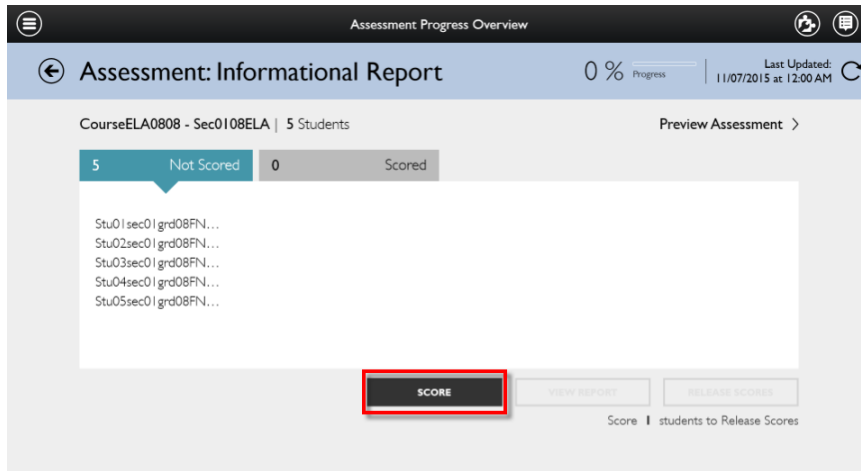 Assessment Progress Overview
Assessment: Informational Report
0 % Progress
Last Updated:
11/07/2015 at 12:00 AM
CourseELA0808 - Sec0108ELA | 5 Students
Preview Assessment >
5 Not Scored
0 Scored
Stu01sec01grd08FN...
Stu02sec01grd08FN...
Stu03sec01grd08FN...
Stu04sec01grd08FN...
Stu05sec01grd08FN...
SCORE
VIEW REPORT
RELEASE SCORES
Score 1 students to Release Scores